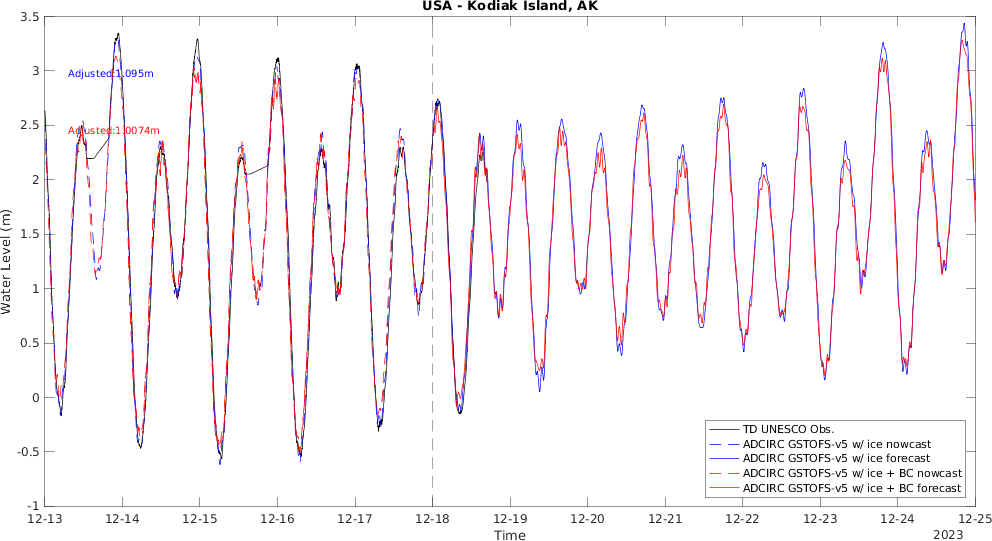 USA - Kodiak Island, AK
3.5
3
2.5
2
1.5
1
0.5
0
-0.5
-1
Water Level (m)
Adjusted:1.095m
Adjusted:1.0074m
TD UNESCO Obs.
ADCIRC GSTOFS-v5 w/ ice nowcast
ADCIRC GSTOFS-v5 w/ ice forecast
ADCIRC GSTOFS-v5 w/ ice + BC nowcast
ADCIRC GSTOFS-v5 w/ ice + BC forecast
12-13 12-14 12-15 12-16 12-17 12-18 12-19 12-20 12-21 12-22 12-23 12-24 12-25
Time
2023